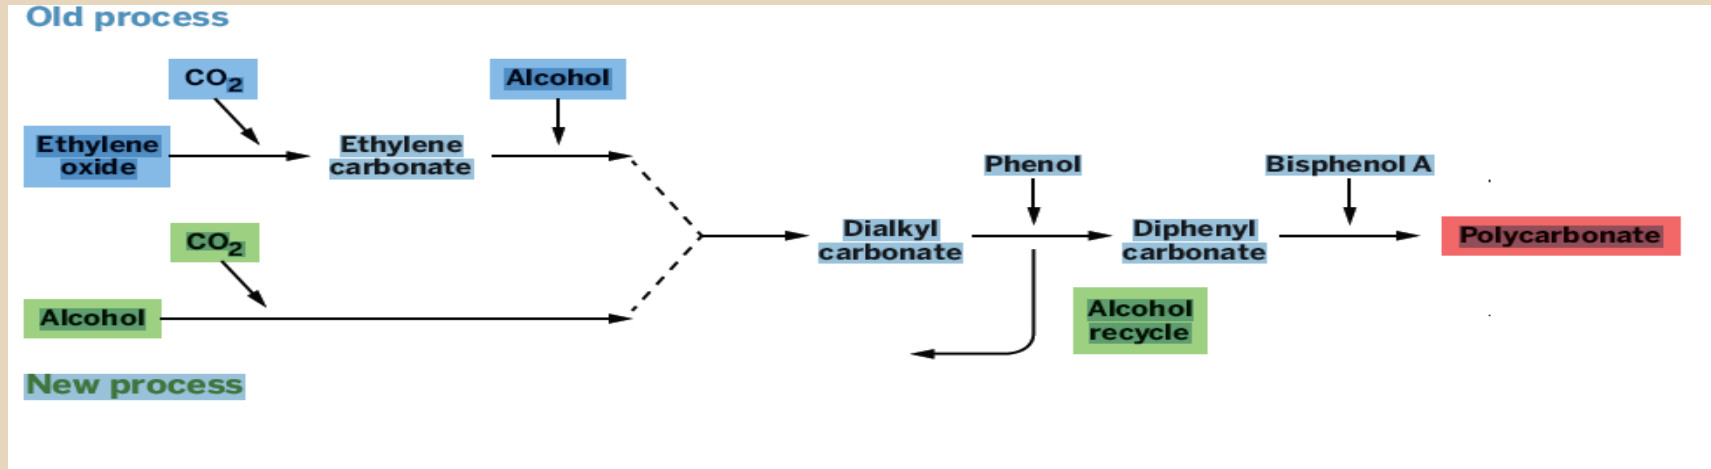 Old process
CO₂
Alcohol
Ethylene
oxide
Ethylene
carbonate
Phenol
Bisphenol A
CO₂
Dialkyl
carbonate
Diphenyl
carbonate
Polycarbonate
Alcohol
Alcohol
recycle
New process